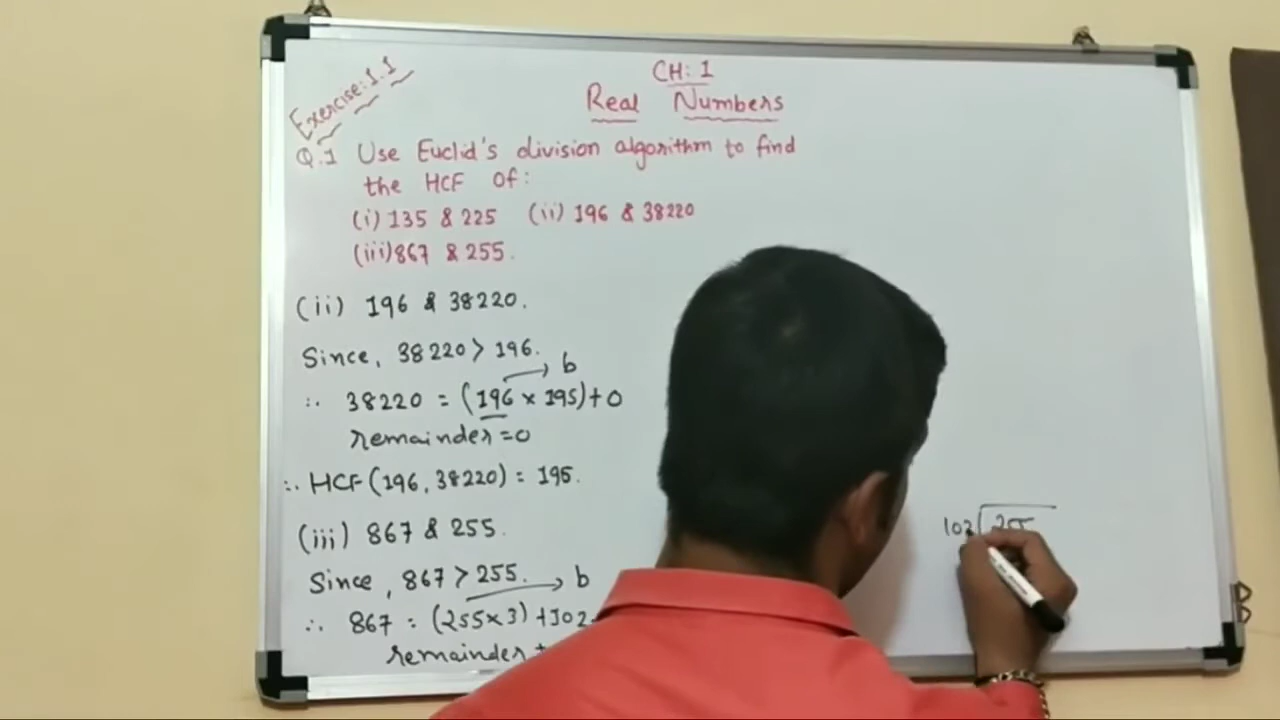 Exercise:1.1
CH: 1
Real Numbers
Q.1 Use Euclid's division algorithm to find
the HCF of:
(i) 135 & 225 (ii) 196 & 38220
(iii) 867 & 255.
(ii) 196 & 38220.
Since, 38220 > 196.
b
∴ 38220 = (196 × 195) + 0
remainder = 0
∴ HCF(196, 38220) = 195.
(iii) 867 & 255.
Since, 867 > 255. b
∴ 867 = (255×3) + 102
remainder
102 255